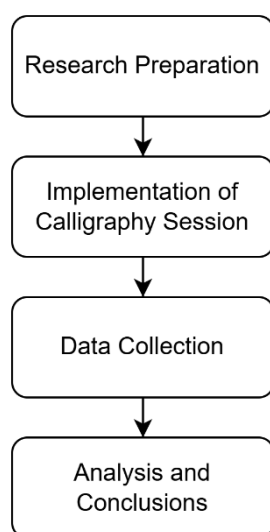 Research Preparation
Implementation of
Calligraphy Session
Data Collection
Analysis and
Conclusions